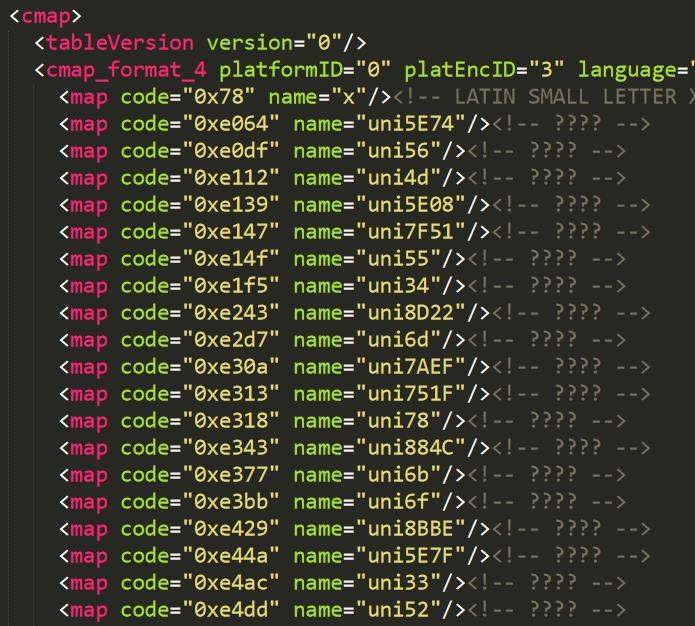 <cmap>
<tableVersion version="0"/>
<cmap_format_4 platformID="0" platEncID="3" language="
<map code="0x78" name="x"/><!-- LATIN SMALL LETTER X
<map code="0xe064" name="uni5E74"/><!-- ???? -->
<map code="0xe0df" name="uni56"/><!-- ???? -->
<map code="0xe112" name="uni4d"/><!-- ???? -->
<map code="0xe139" name="uni5E08"/><!-- ???? -->
<map code="0xe147" name="uni7F51"/><!-- ???? -->
<map code="0xe14f" name="uni55"/><!-- ???? -->
<map code="0xe1f5" name="uni34"/><!-- ???? -->
<map code="0xe243" name="uni8D22"/><!-- ???? -->
<map code="0xe2d7" name="uni6d"/><!-- ???? -->
<map code="0xe30a" name="uni7AEF"/><!-- ???? -->
<map code="0xe313" name="uni751F"/><!-- ???? -->
<map code="0xe318" name="uni78"/><!-- ???? -->
<map code="0xe343" name="uni884C"/><!-- ???? -->
<map code="0xe377" name="uni6b"/><!-- ???? -->
<map code="0xe3bb" name="uni6f"/><!-- ???? -->
<map code="0xe429" name="uni8BBE"/><!-- ???? -->
<map code="0xe44a" name="uni5E7F"/><!-- ???? -->
<map code="0xe4ac" name="uni33"/><!-- ???? -->
<map code="0xe4dd" name="uni52"/><!-- ???? -->